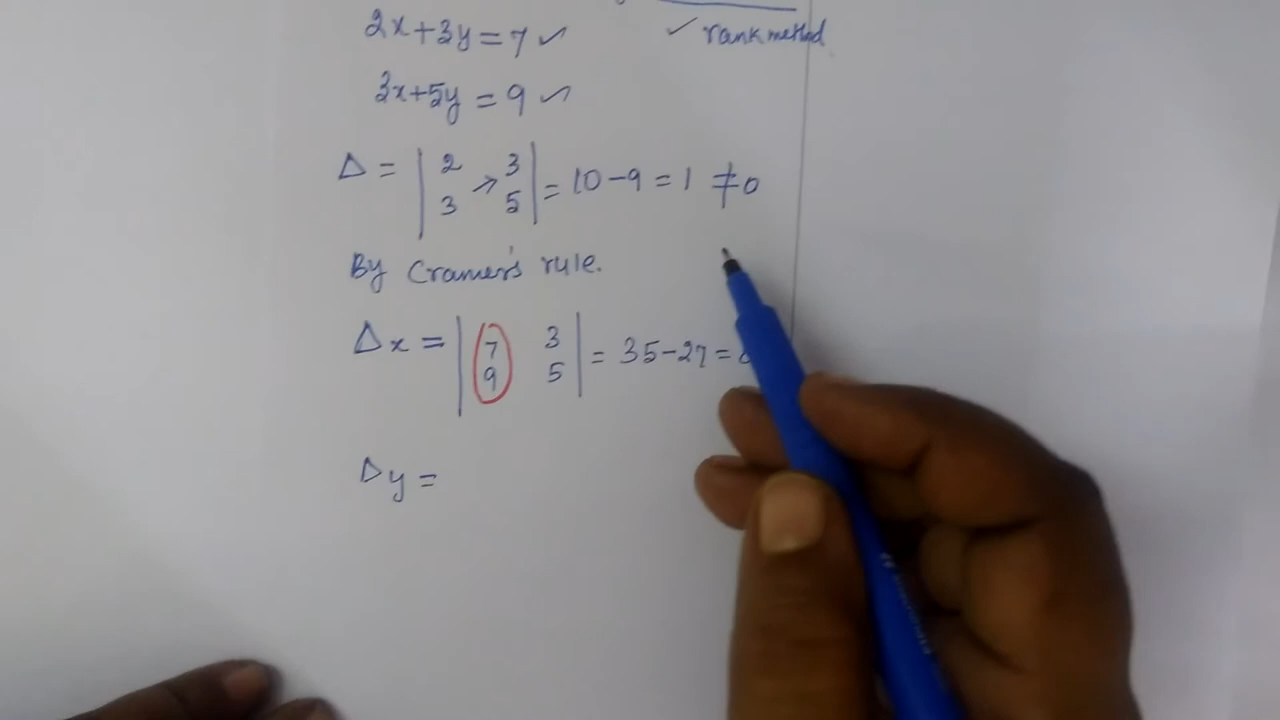 2x+3y=7 ✓ ✓ rank method
3x+5y=9 ✓
Δ = | 2 → 3 | = 10-9 = 1 ≠0
| 3 5 |
By Cramer's rule.
Δx = | 7 3 | = 35-27 =
| 9 5 |
Δy =